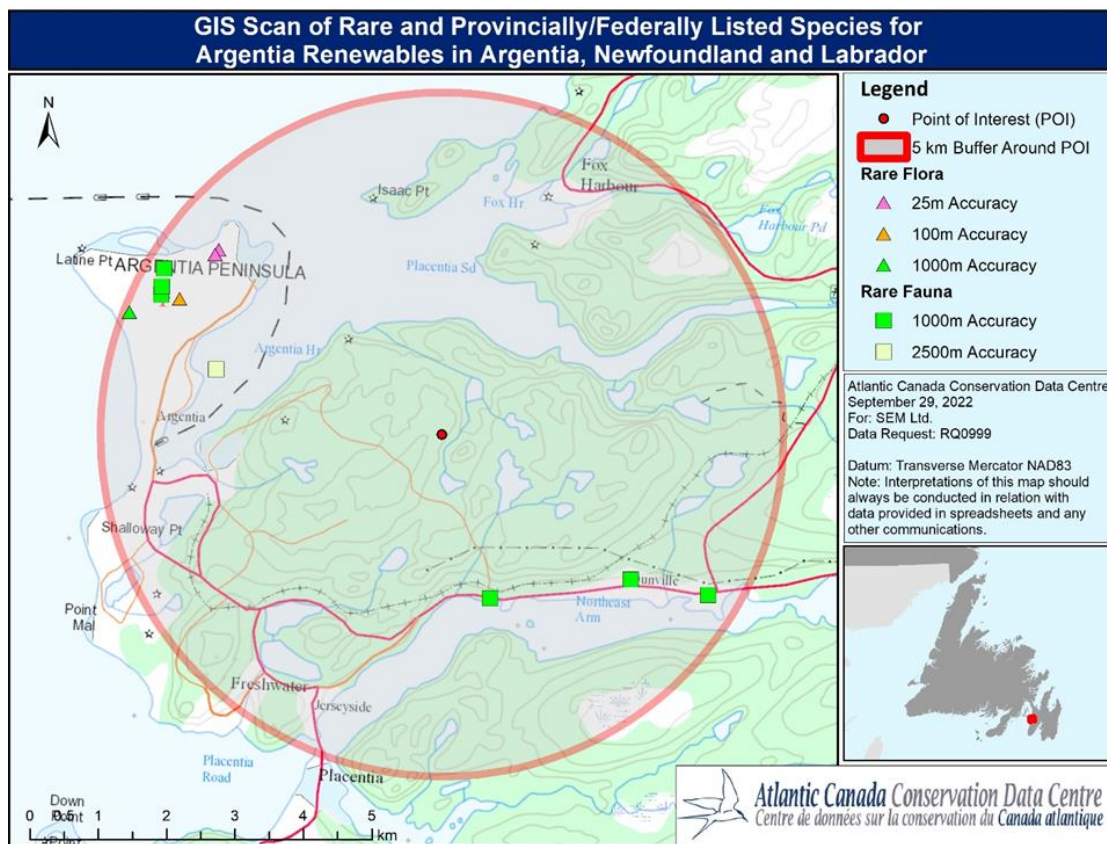 GIS Scan of Rare and Provincially/Federally Listed Species for
Argentia Renewables in Argentia, Newfoundland and Labrador
N
Fox
Harbour
Isaac Pt
Fox Hr
Fox
Harbour Pd
Latine Pt
ARGENTIA PENINSULA
Placentia Sd
Argentia Hr
Argentia
Shalloway Pt
Dunville
Northeast
Arm
Point
Mal
Freshwater
Jerseyside
Placentia
Road
Placentia
Down
Point
0 1 2 3 4 5
km
Legend
Point of Interest (POI)
5 km Buffer Around POI
Rare Flora
25m Accuracy
100m Accuracy
1000m Accuracy
Rare Fauna
1000m Accuracy
2500m Accuracy
Atlantic Canada Conservation Data Centre
September 29, 2022
For: SEM Ltd.
Data Request: RQ0999
Datum: Transverse Mercator NAD83
Note: Interpretations of this map should
always be conducted in relation with
data provided in spreadsheets and any
other communications.
Atlantic Canada Conservation Data Centre
Centre de données sur la conservation du Canada atlantique